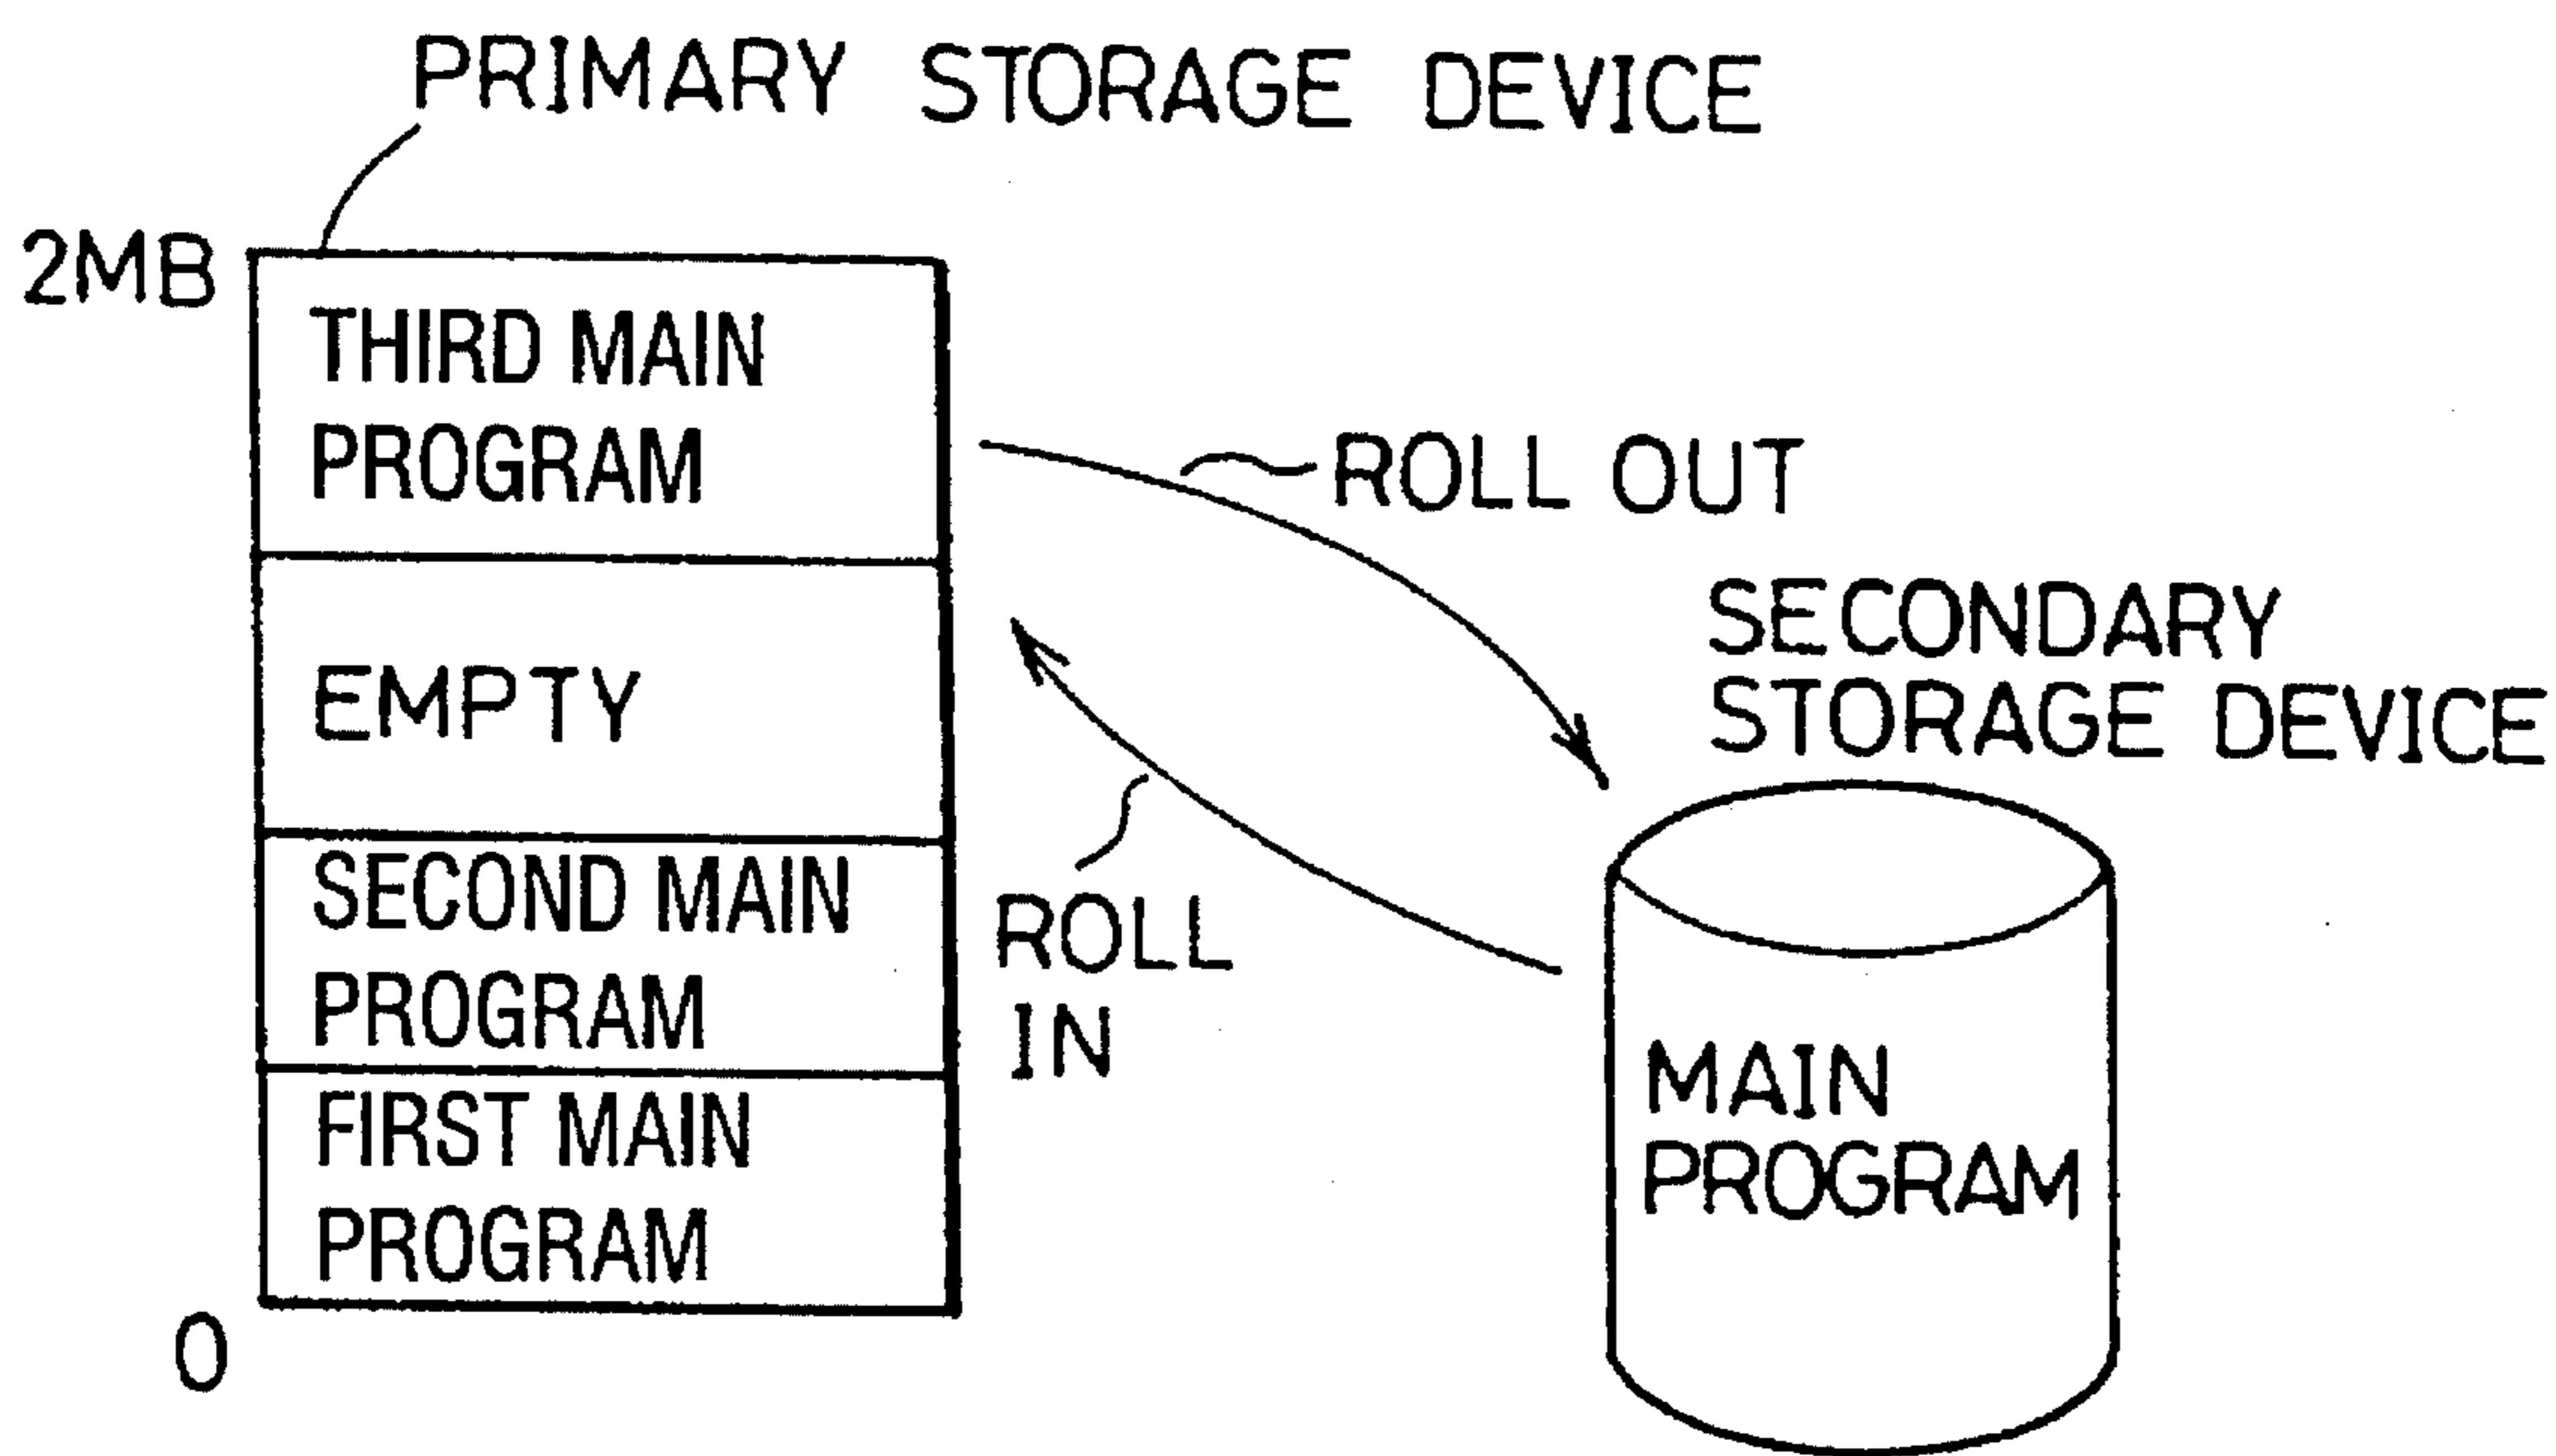 PRIMARY STORAGE DEVICE
2MB
THIRD MAIN
PROGRAM
ROLL OUT
EMPTY
SECONDARY
STORAGE DEVICE
SECOND MAIN
PROGRAM
ROLL
IN
FIRST MAIN
PROGRAM
MAIN
PROGRAM
0